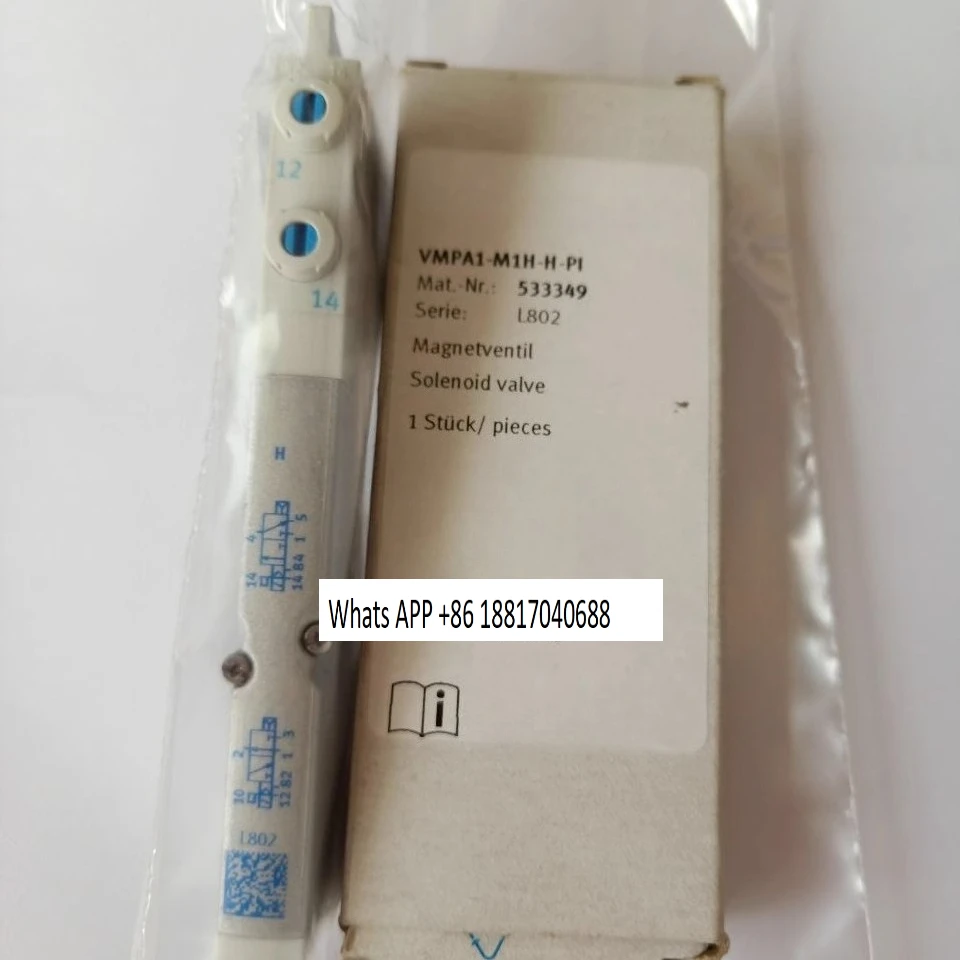 12
14
H
4
14
14 84 1 5
2
10
12 82 1 3
L802
VMPA1-M1H-H-PI
Mat.-Nr.: 533349
Serie: L802
Magnetventil
Solenoid valve
1 Stück/ pieces
Whats APP +86 18817040688
i